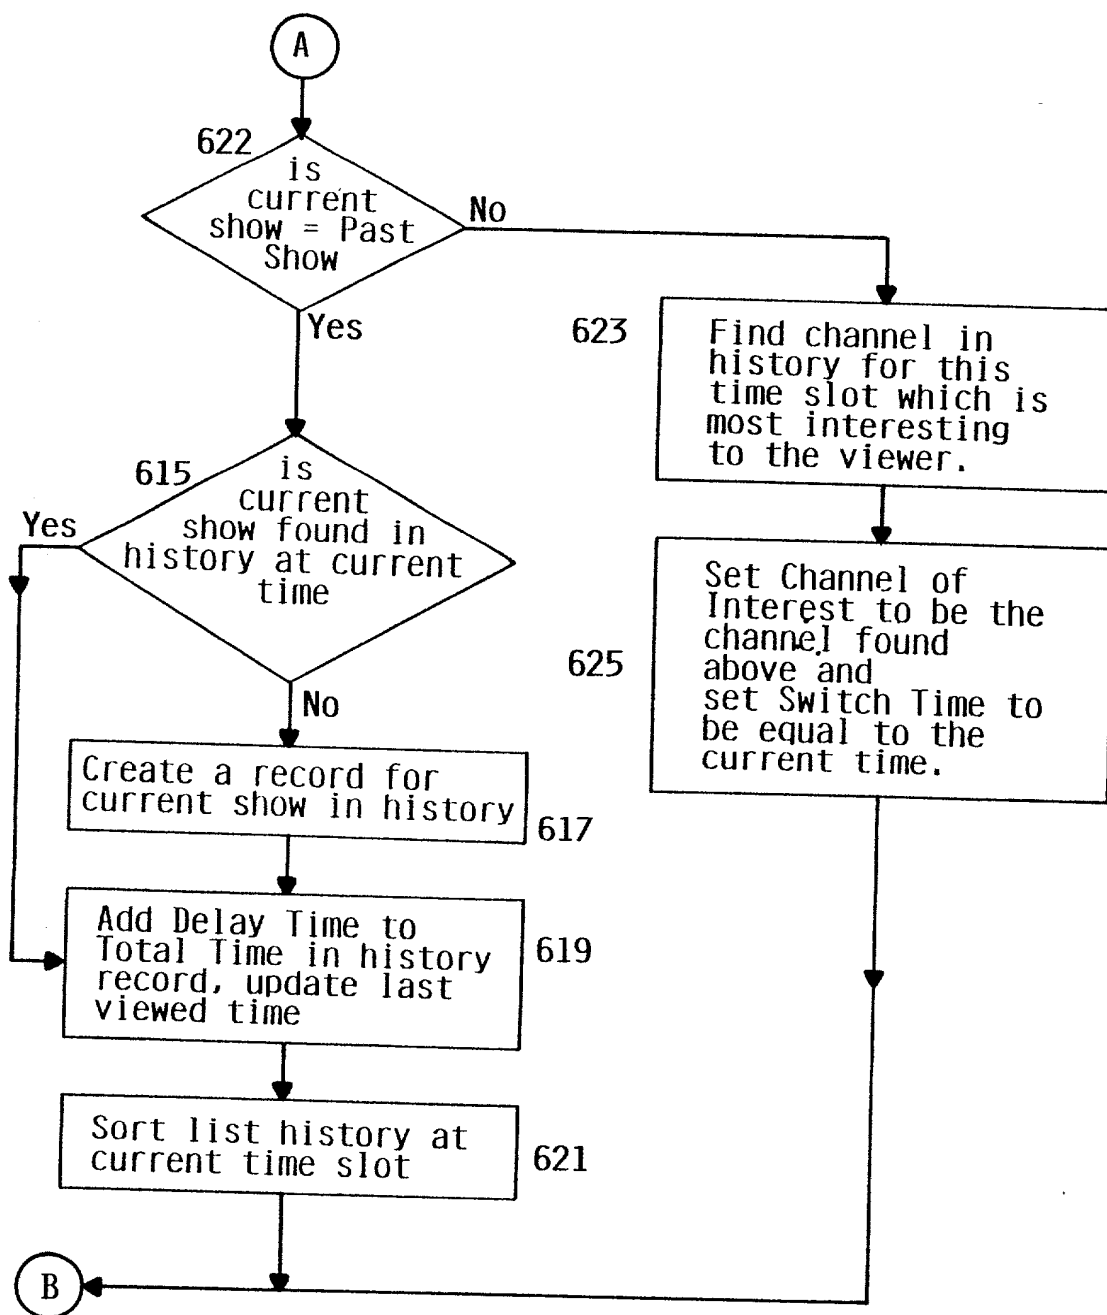 A
622
is
current
show = Past
Show
No
Yes
623
Find channel in
history for this
time slot which is
most interesting
to the viewer.
615
is
current
show found in
history at current
time
Yes
No
625
Set Channel of
Interest to be the
channel found
above and
set Switch Time to
be equal to the
current time.
Create a record for
current show in history
617
Add Delay Time to
Total Time in history
record, update last
viewed time
619
Sort list history at
current time slot
621
B